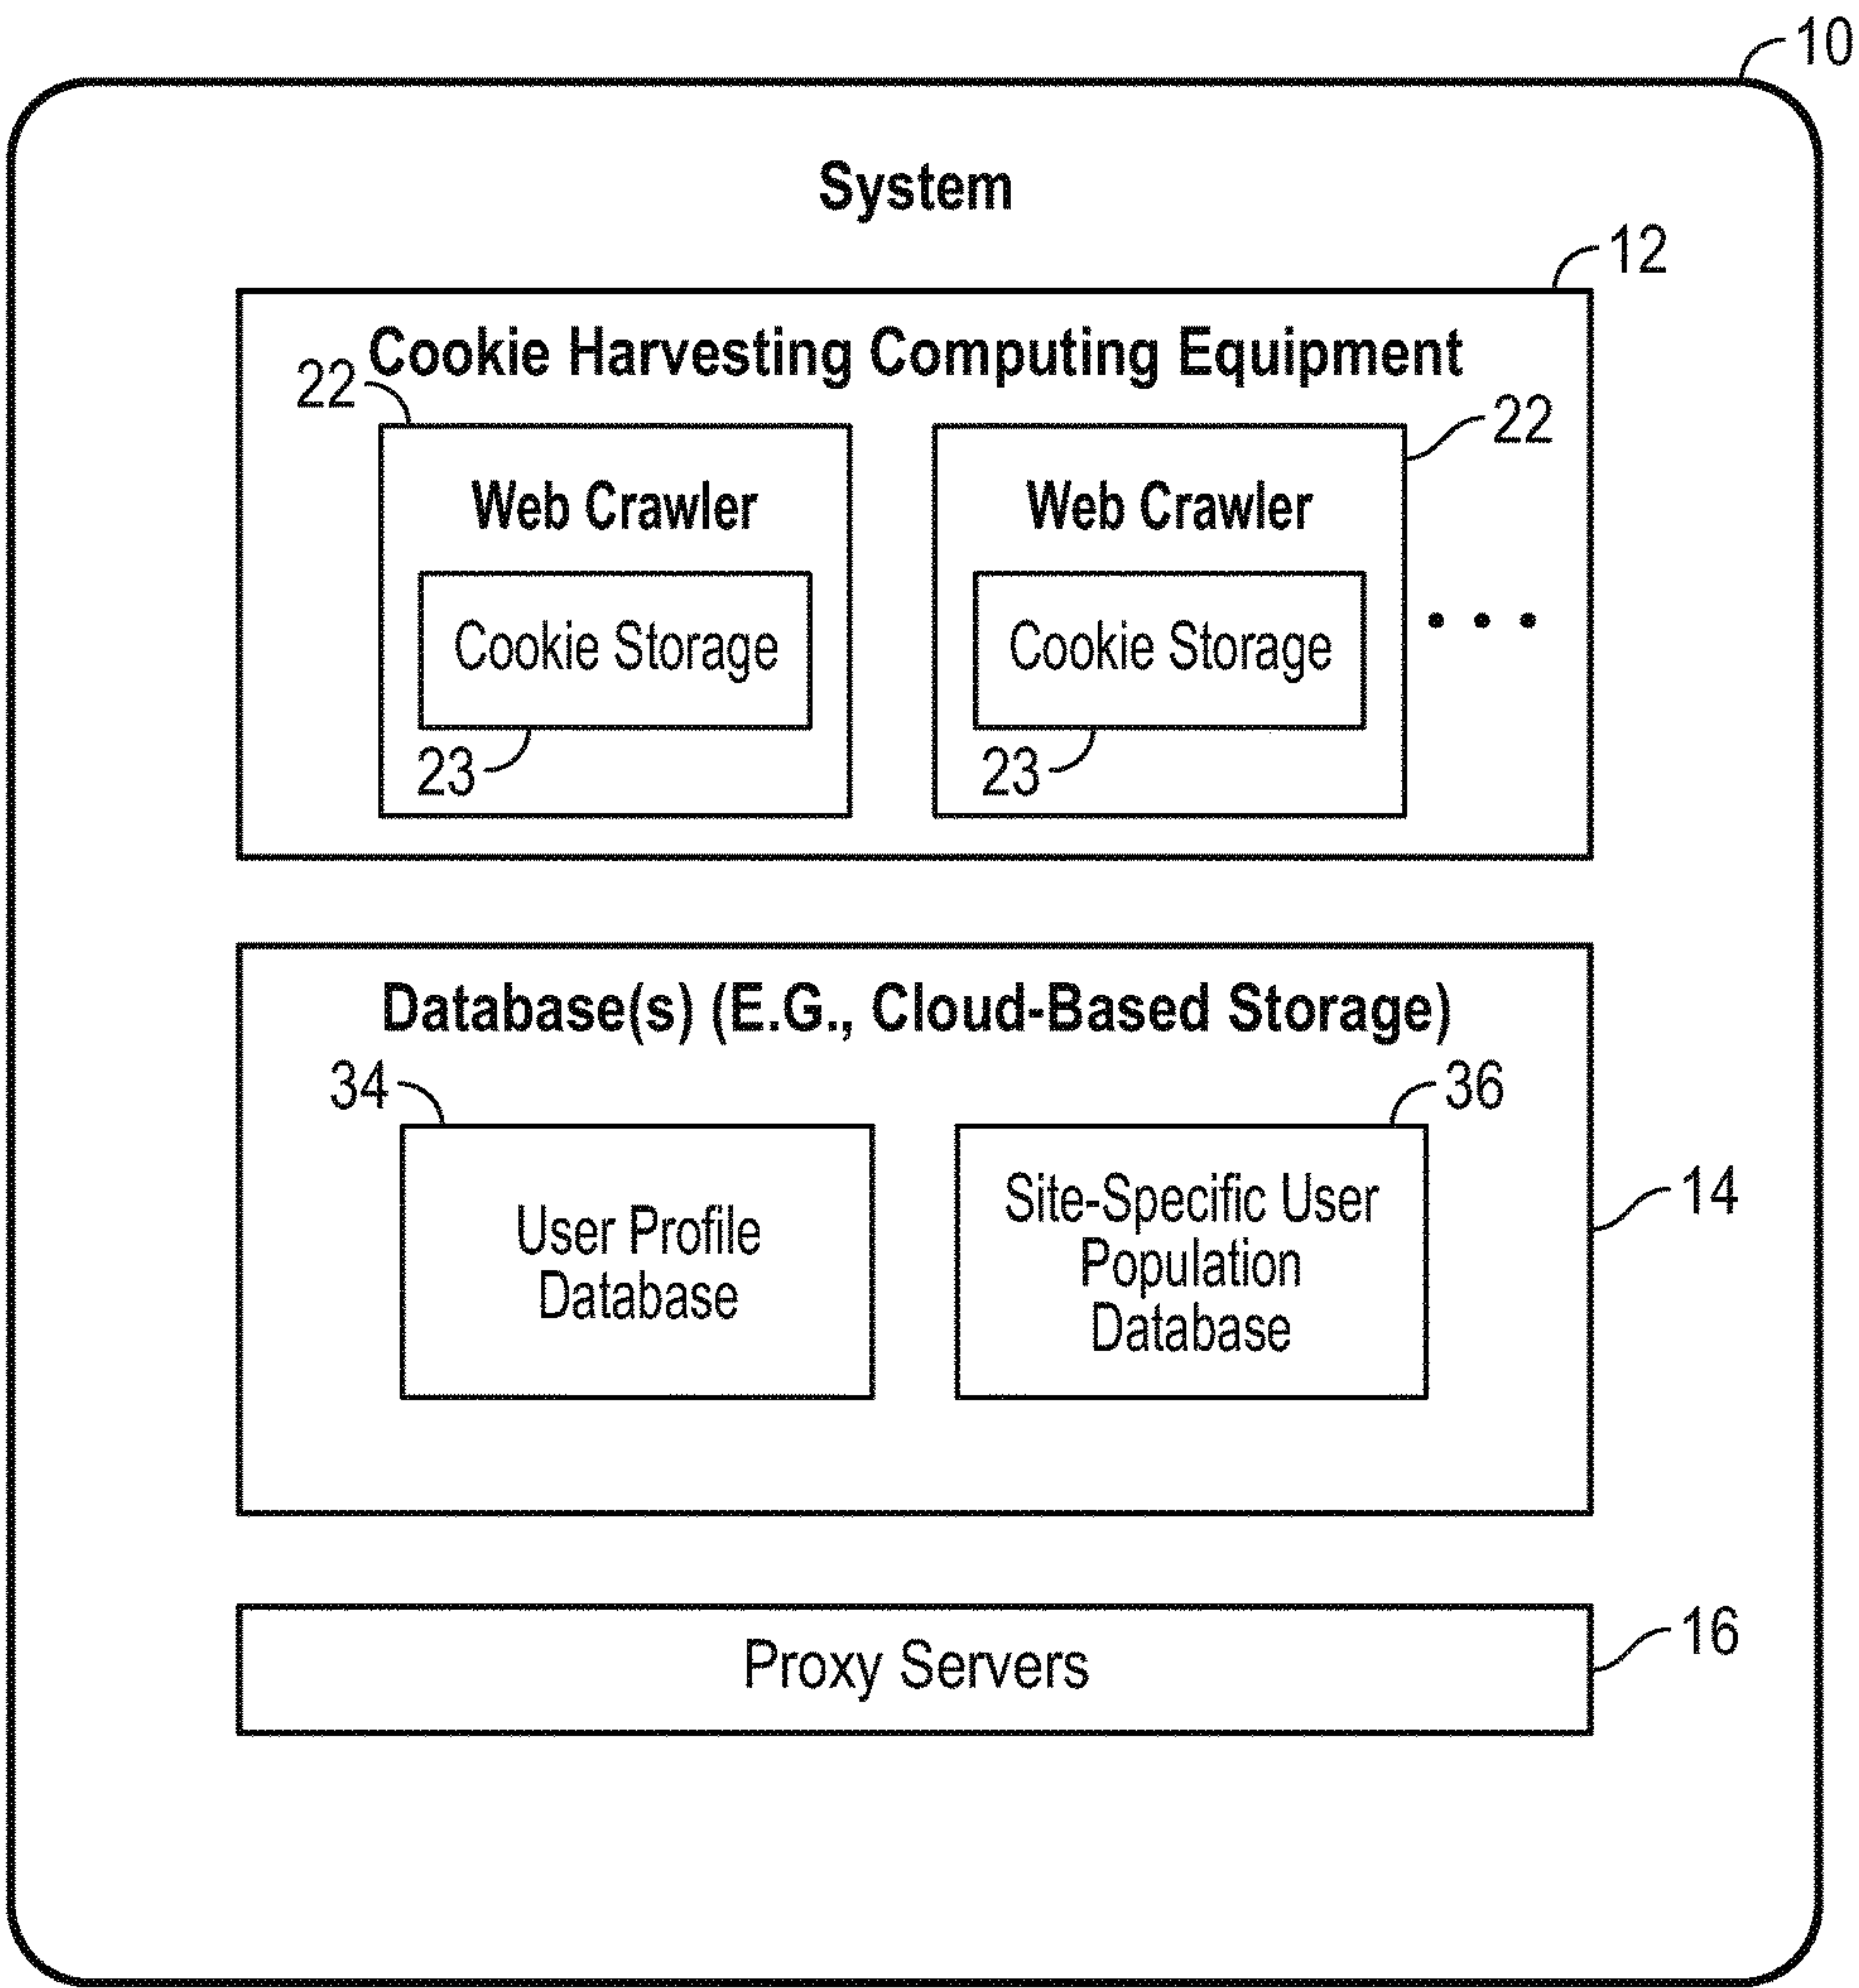 10
System
12
Cookie Harvesting Computing Equipment
22
22
Web Crawler
Web Crawler
Cookie Storage
Cookie Storage
23
23
Database(s) (E.G., Cloud-Based Storage)
34
36
User Profile
Database
Site-Specific User
Population
Database
14
Proxy Servers
16